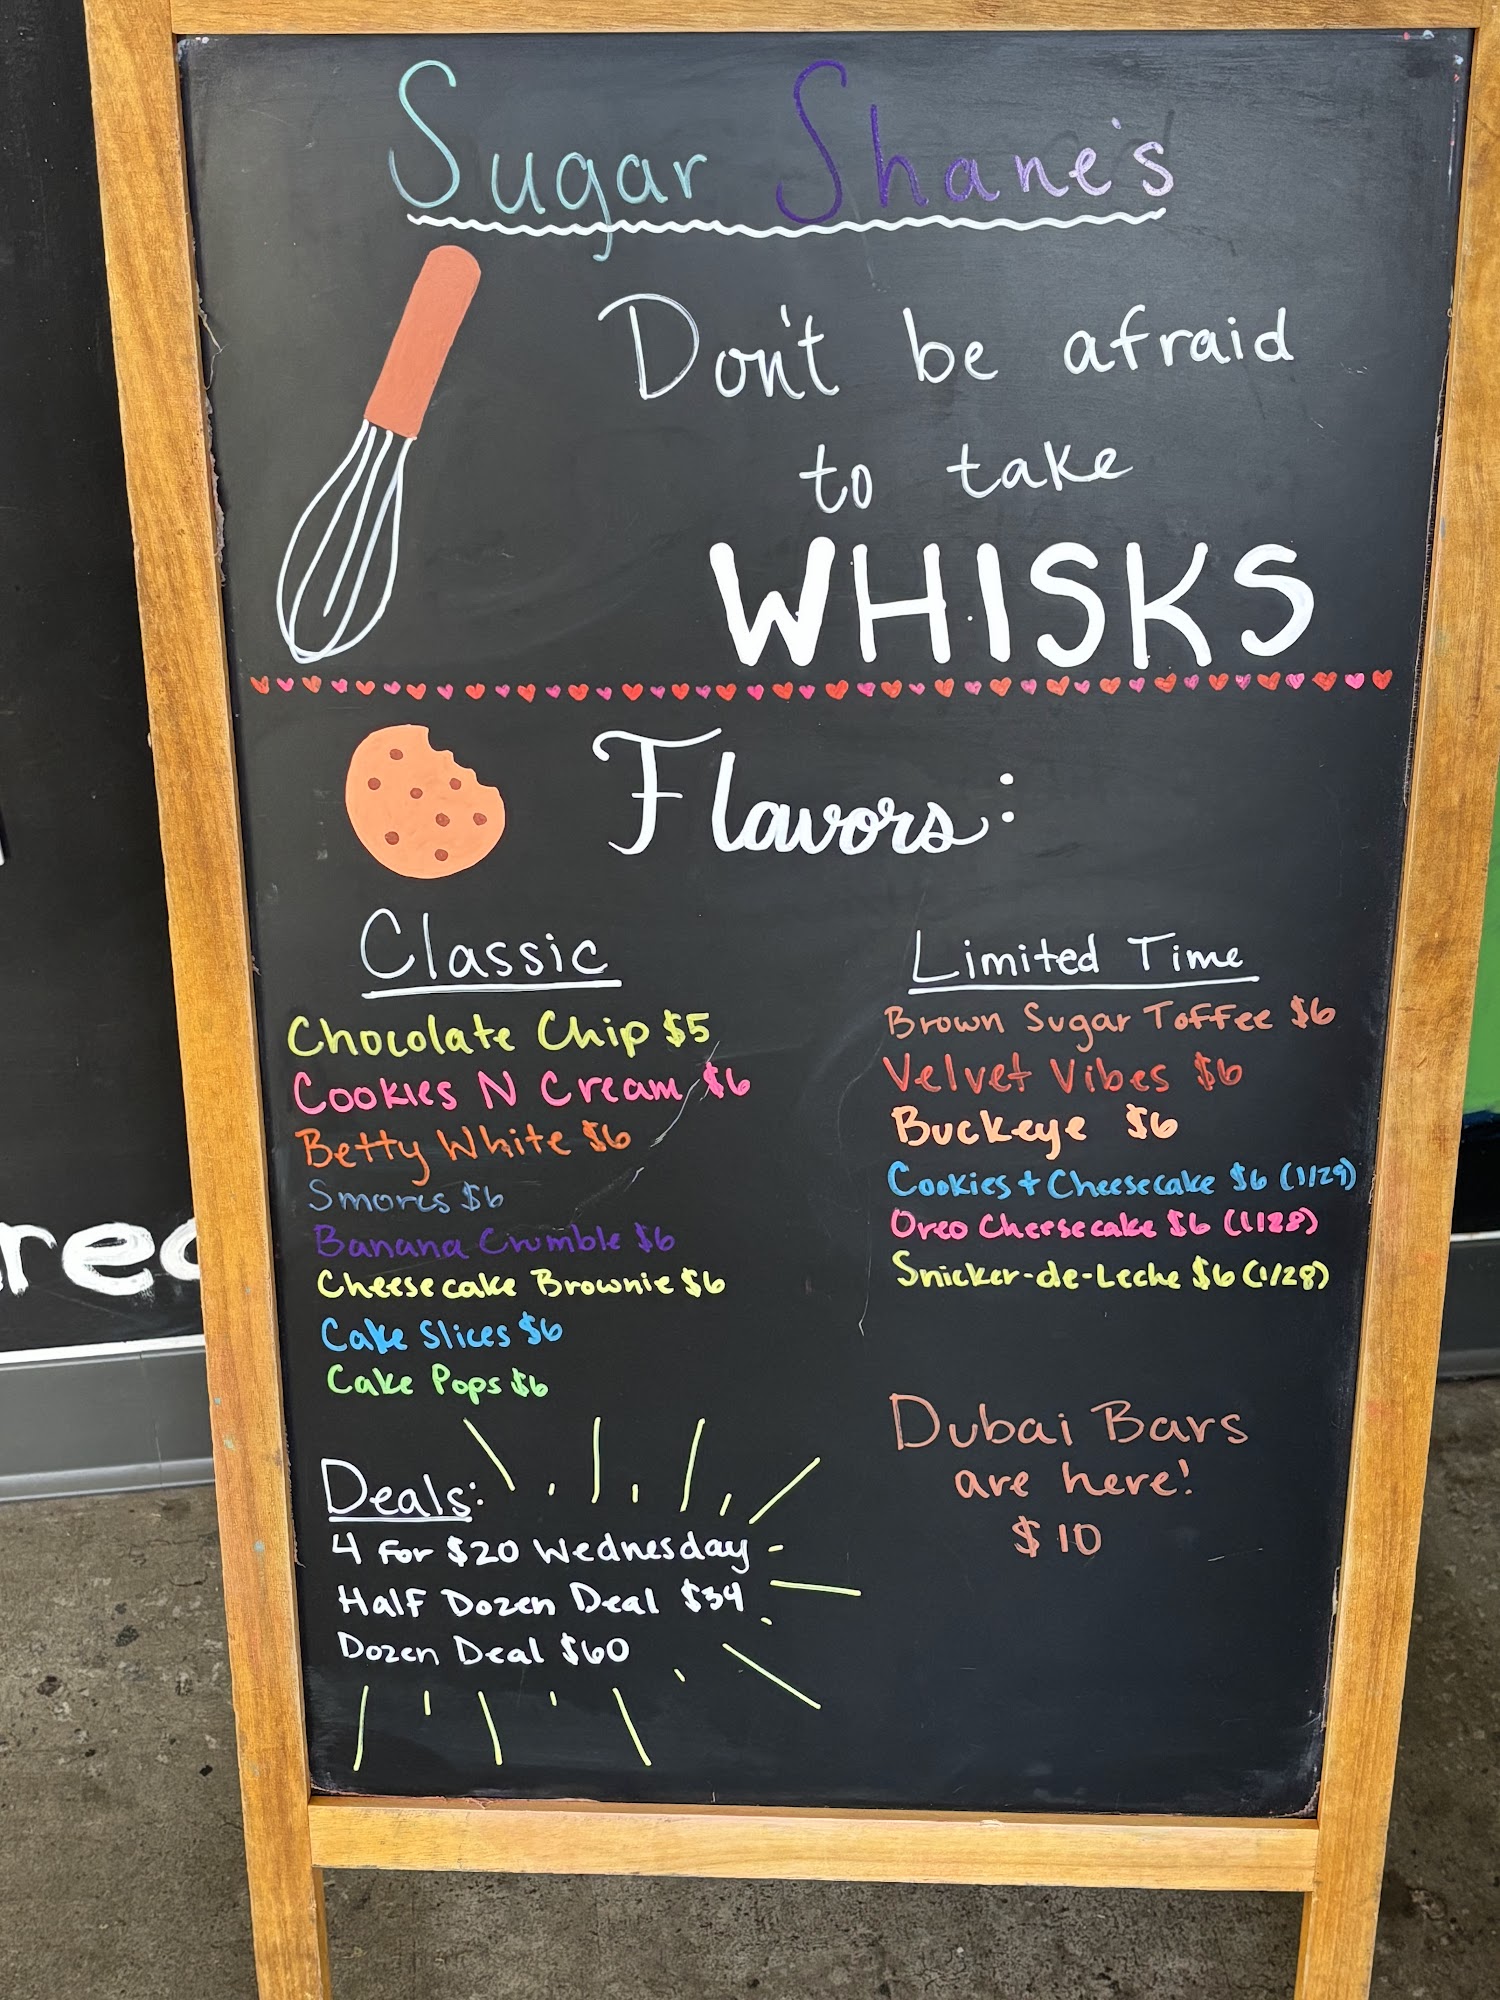 Sugar Shane's
Don't be afraid
to take
WHISKS
Flavors:
Classic
Chocolate Chip $5
Cookies N Cream $6
Betty White $6
Smores $6
Banana Crumble $6
Cheesecake Brownie $6
Cake Slices $6
Cake Pops $6
Deals:
4 For $20 Wednesday
Half Dozen Deal $34
Dozen Deal $60
Limited Time
Brown Sugar Toffee $6
Velvet Vibes $6
Buckeye $6
Cookies + Cheesecake $6 (1/29)
Oreo Cheesecake $6 (1128)
Snicker-de-Leche $6 (1/28)
Dubai Bars
are here!
$10